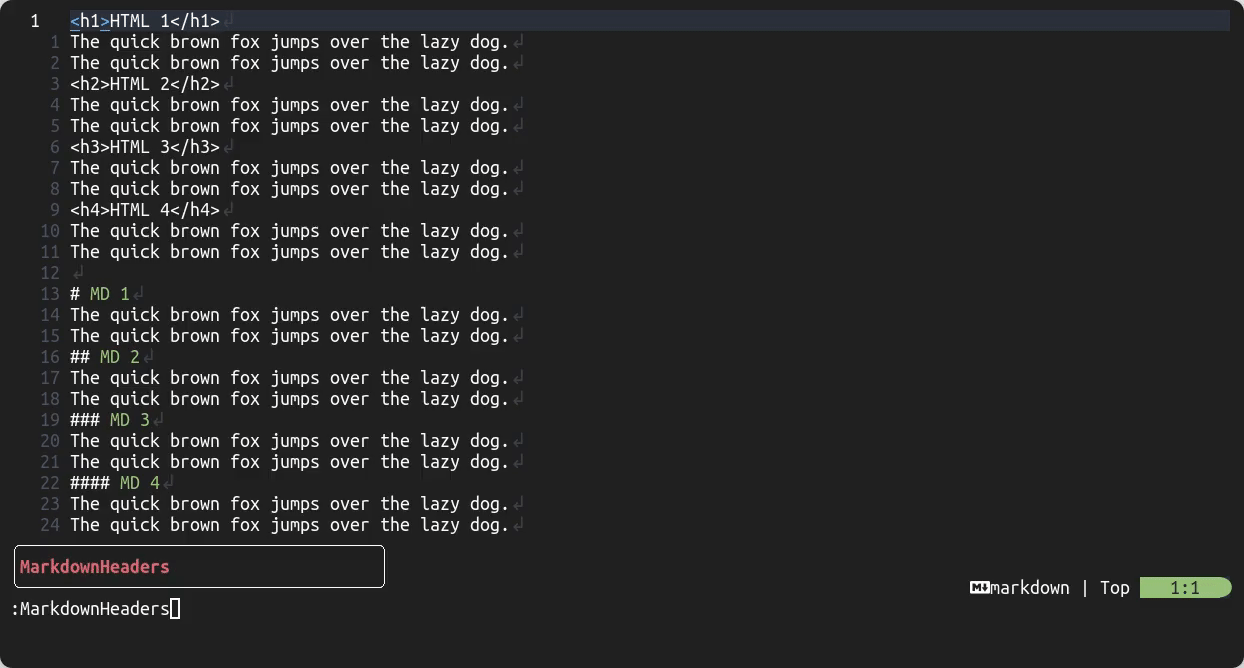 1 <h1>HTML 1</h1>↲
1 The quick brown fox jumps over the lazy dog.↲
2 The quick brown fox jumps over the lazy dog.↲
3 <h2>HTML 2</h2>↲
4 The quick brown fox jumps over the lazy dog.↲
5 The quick brown fox jumps over the lazy dog.↲
6 <h3>HTML 3</h3>↲
7 The quick brown fox jumps over the lazy dog.↲
8 The quick brown fox jumps over the lazy dog.↲
9 <h4>HTML 4</h4>↲
10 The quick brown fox jumps over the lazy dog.↲
11 The quick brown fox jumps over the lazy dog.↲
12 ↲
13 # MD 1↲
14 The quick brown fox jumps over the lazy dog.↲
15 The quick brown fox jumps over the lazy dog.↲
16 ## MD 2↲
17 The quick brown fox jumps over the lazy dog.↲
18 The quick brown fox jumps over the lazy dog.↲
19 ### MD 3↲
20 The quick brown fox jumps over the lazy dog.↲
21 The quick brown fox jumps over the lazy dog.↲
22 #### MD 4↲
23 The quick brown fox jumps over the lazy dog.↲
24 The quick brown fox jumps over the lazy dog.↲
MarkdownHeaders
M↓markdown | Top 1:1
:MarkdownHeaders